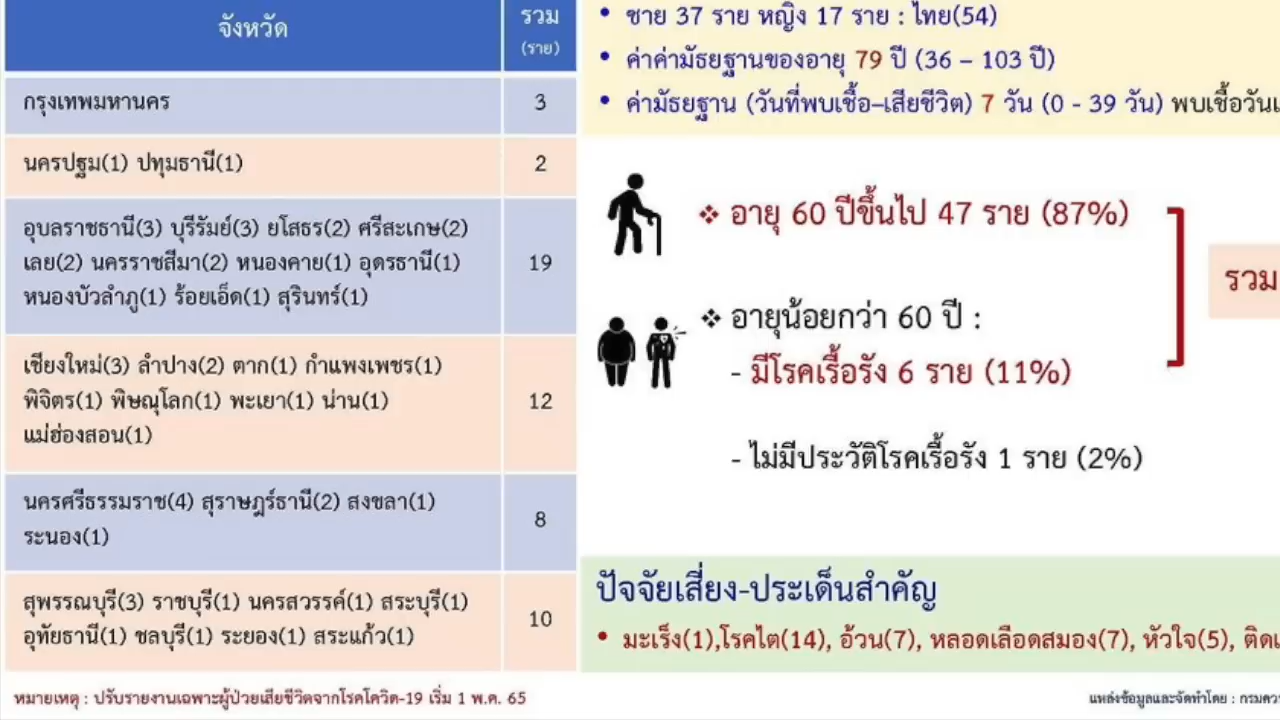 จังหวัด
รวม
(ราย)
กรุงเทพมหานคร
3
นครปฐม(1) ปทุมธานี(1)
2
อุบลราชธานี(3) บุรีรัมย์(3) ยโสธร(2) ศรีสะเกษ(2)
เลย(2) นครราชสีมา(2) หนองคาย(1) อุดรธานี(1)
หนองบัวลำภู(1) ร้อยเอ็ด(1) สุรินทร์(1)
19
เชียงใหม่(3) ลำปาง(2) ตาก(1) กำแพงเพชร(1)
พิจิตร(1) พิษณุโลก(1) พะเยา(1) น่าน(1)
แม่ฮ่องสอน(1)
12
นครศรีธรรมราช(4) สุราษฎร์ธานี(2) สงขลา(1)
ระนอง(1)
8
สุพรรณบุรี(3) ราชบุรี(1) นครสวรรค์(1) สระบุรี(1)
อุทัยธานี(1) ชลบุรี(1) ระยอง(1) สระแก้ว(1)
10
หมายเหตุ : ปรับรายงานเฉพาะผู้ป่วยเสียชีวิตจากโรคโควิด-19 เริ่ม 1 พ.ค. 65
• ชาย 37 ราย หญิง 17 ราย : ไทย(54)
• ค่าค่ามัธยฐานของอายุ 79 ปี (36 – 103 ปี)
• ค่ามัธยฐาน (วันที่พบเชื้อ–เสียชีวิต) 7 วัน (0 - 39 วัน) พบเชื้อวัน
❖ อายุ 60 ปีขึ้นไป 47 ราย (87%)
รวม
❖ อายุน้อยกว่า 60 ปี :
- มีโรคเรื้อรัง 6 ราย (11%)
- ไม่มีประวัติโรคเรื้อรัง 1 ราย (2%)
ปัจจัยเสี่ยง-ประเด็นสำคัญ
• มะเร็ง(1),โรคไต(14), อ้วน(7), หลอดเลือดสมอง(7), หัวใจ(5),
แหล่งข้อมูลและจัดทำโดย :